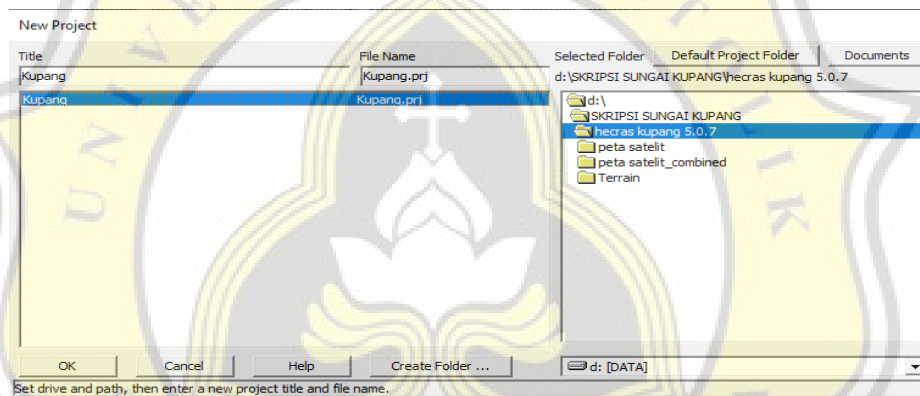 New Project
Title File Name Selected Folder Default Project Folder Documents
Kupang Kupang.prj d:\SKRIPSI SUNGAI KUPANG\hecras kupang 5.0.7
Kupang Kupang.prj d:\
SKRIPSI SUNGAI KUPANG
hecras kupang 5.0.7
peta satelit
peta satelit_combined
Terrain
OK Cancel Help Create Folder ... d: [DATA]
Set drive and path, then enter a new project title and file name.